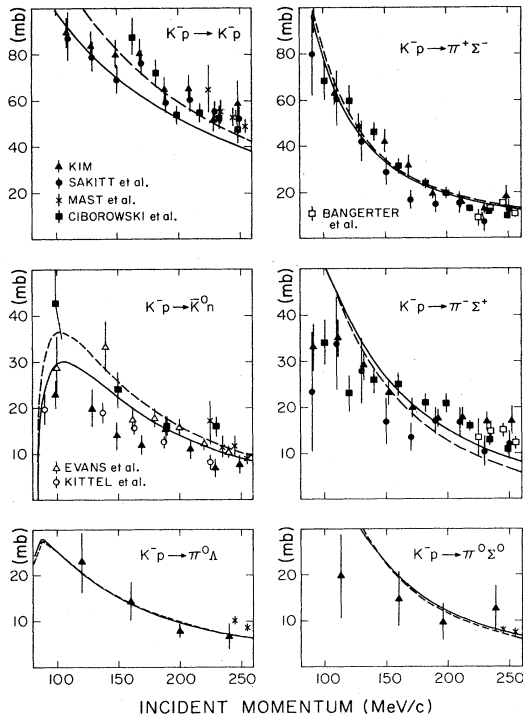 (mb)
80
60
40
20
K⁻p → K⁻p
▲ KIM
● SAKITT et al.
× MAST et al.
■ CIBOROWSKI et al.
(mb)
80
60
40
20
K⁻p → π⁺Σ⁻
□ BANGERTER
et al.
(mb)
40
30
20
10
K⁻p → K̄⁰n
△ EVANS et al.
○ KITTEL et al.
(mb)
40
30
20
10
K⁻p → π⁻Σ⁺
(mb)
20
10
K⁻p → π⁰Λ
100 150 200 250
(mb)
20
10
K⁻p → π⁰Σ⁰
100 150 200 250
INCIDENT MOMENTUM (MeV/c)